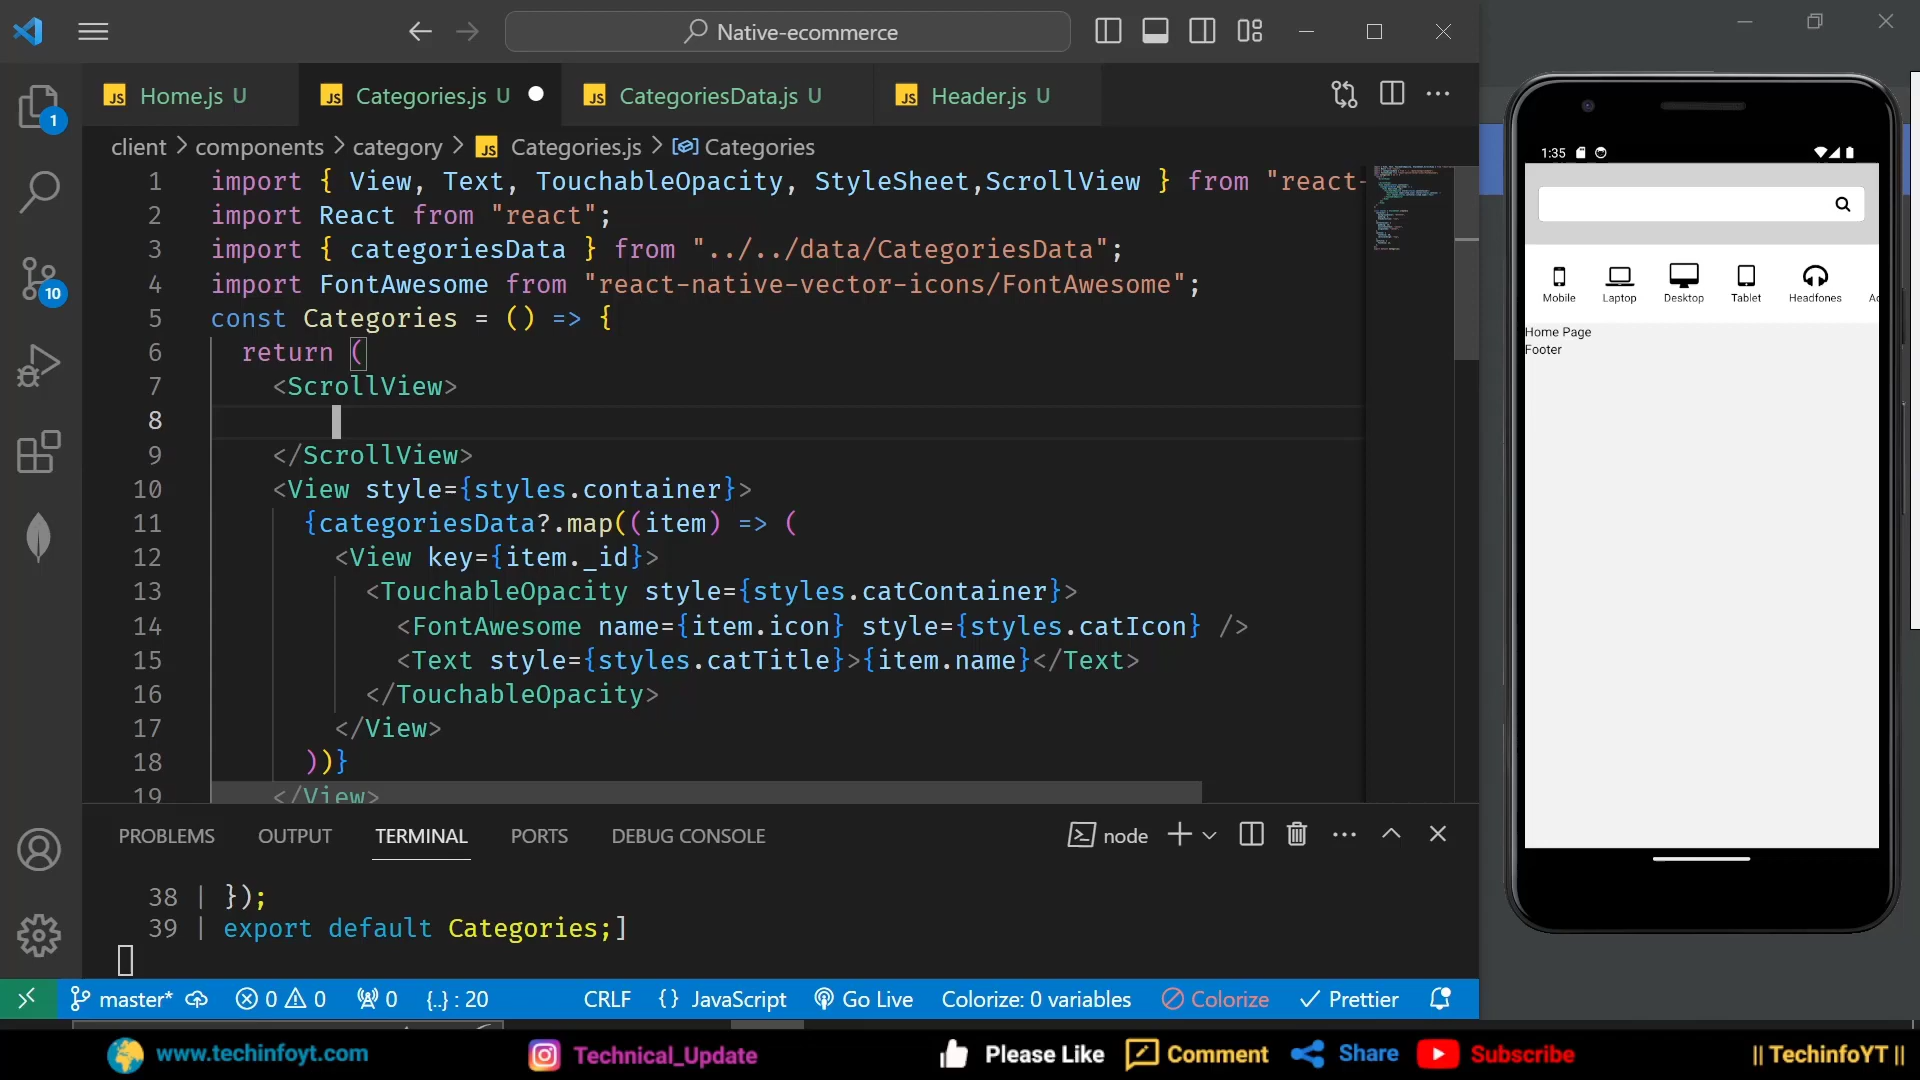 Native-ecommerce
Home.js U
Categories.js U
CategoriesData.js U
Header.js U
client > components > category > JS Categories.js > Categories
1 import { View, Text, TouchableOpacity, StyleSheet,ScrollView } from "react-
2 import React from "react";
3 import { categoriesData } from "../../data/CategoriesData";
4 import FontAwesome from "react-native-vector-icons/FontAwesome";
5 const Categories = () => {
6 return (
7 <ScrollView>
8
9 </ScrollView>
10 <View style={styles.container}>
11 {categoriesData?.map((item) => (
12 <View key={item._id}>
13 <TouchableOpacity style={styles.catContainer}>
14 <FontAwesome name={item.icon} style={styles.catIcon} />
15 <Text style={styles.catTitle}>{item.name}</Text>
16 </TouchableOpacity>
17 </View>
18 ))}
19 </View>
PROBLEMS OUTPUT TERMINAL PORTS DEBUG CONSOLE
node
38 | });
39 | export default Categories;]
1
10
master* 0 0 0 {..} : 20 CRLF {} JavaScript Go Live Colorize: 0 variables Colorize Prettier
1:35
Mobile Laptop Desktop Tablet Headfones Ac
Home Page
Footer
www.techinfoyt.com Technical_Update Please Like Comment Share Subscribe || TechinfoYT ||